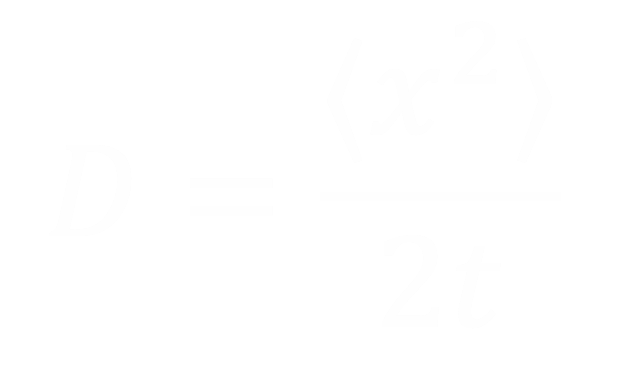 D = ⟨x²⟩ / 2t